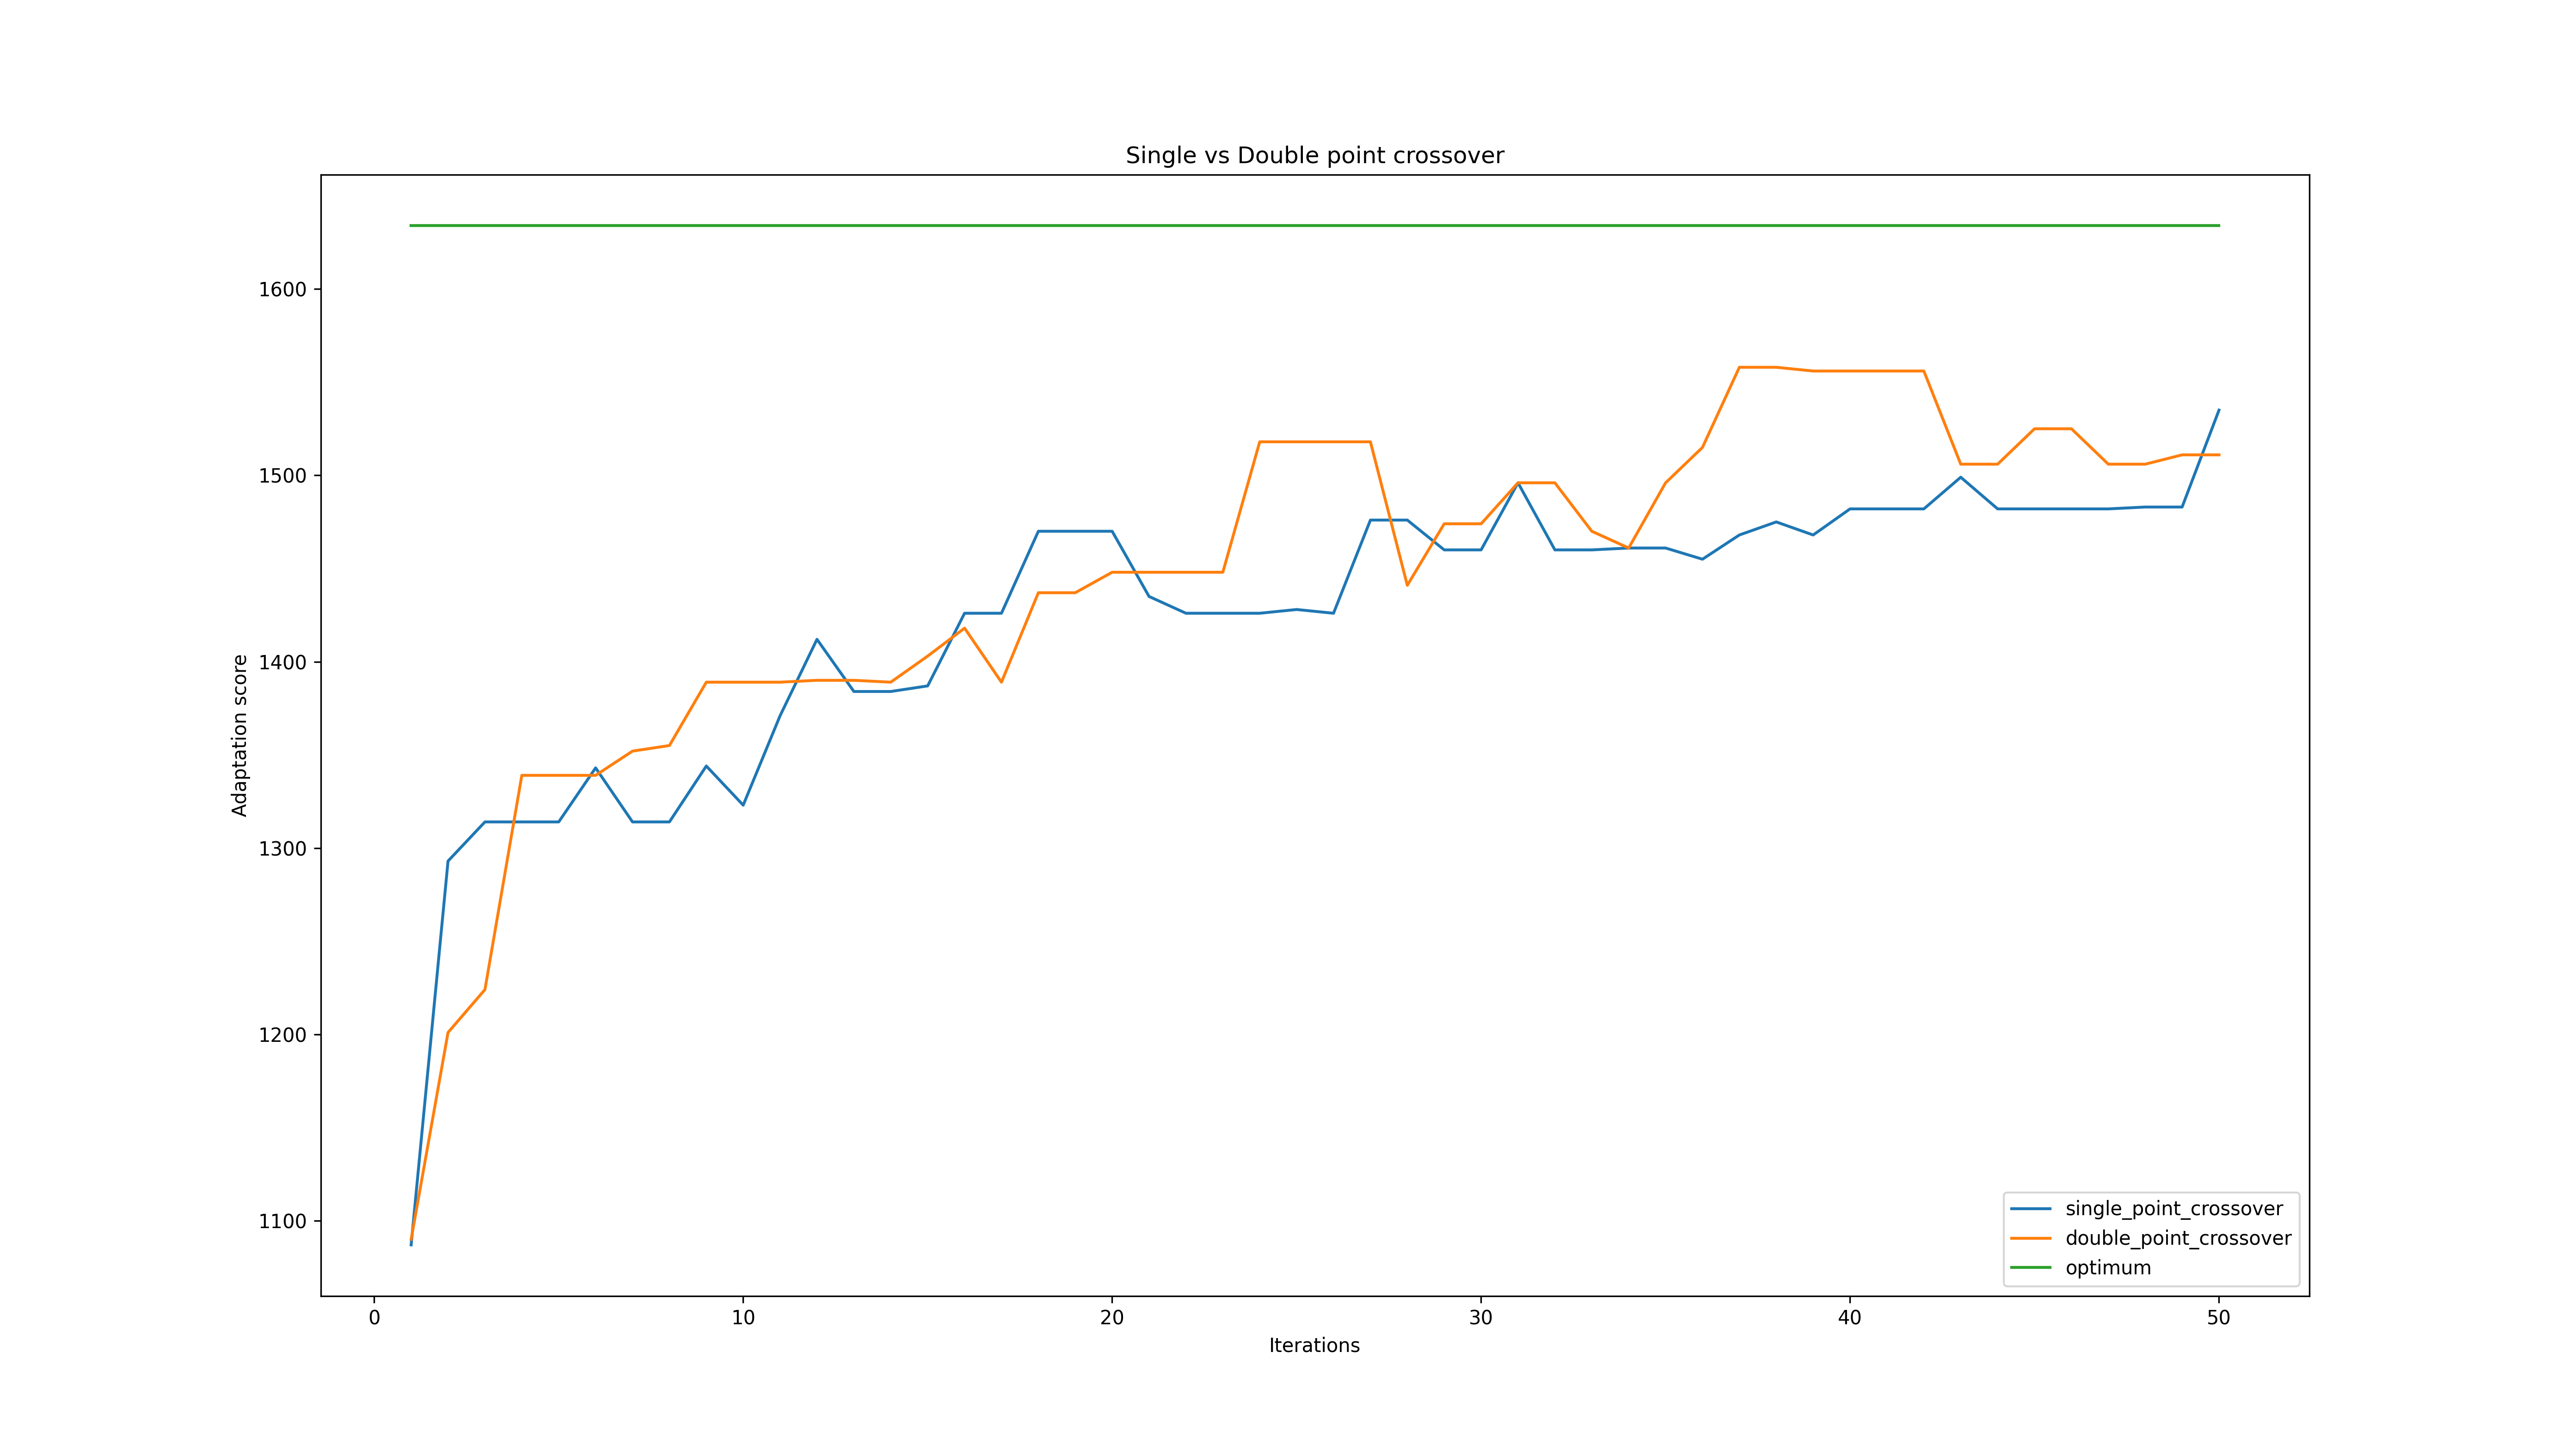 Single vs Double point crossover
1600
1500
1400
1300
1200
1100
Adaptation score
0 10 20 30 40 50
Iterations
single_point_crossover
double_point_crossover
optimum